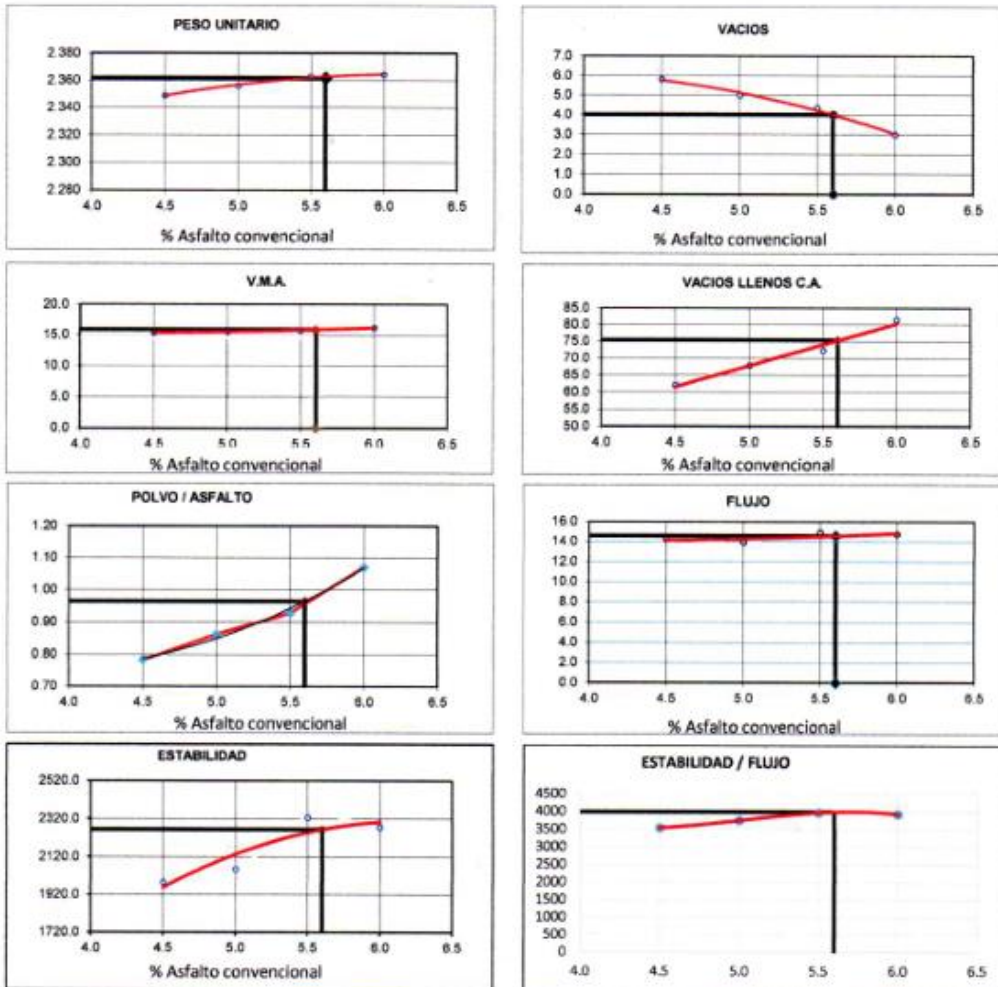 PESO UNITARIO
2.380
2.360
2.340
2.320
2.300
2.280
4.0 4.5 5.0 5.5 6.0 6.5
% Asfalto convencional
VACIOS
7.0
6.0
5.0
4.0
3.0
2.0
1.0
0.0
4.0 4.5 5.0 5.5 6.0 6.5
% Asfalto convencional
V.M.A.
20.0
15.0
10.0
5.0
0.0
4.0 4.5 5.0 5.5 6.0 6.5
% Asfalto convencional
VACIOS LLENOS C.A.
85.0
80.0
75.0
70.0
65.0
60.0
55.0
50.0
4.0 4.5 5.0 5.5 6.0 6.5
% Asfalto convencional
POLVO / ASFALTO
1.20
1.10
1.00
0.90
0.80
0.70
4.0 4.5 5.0 5.5 6.0 6.5
% Asfalto convencional
FLUJO
16.0
14.0
12.0
10.0
8.0
6.0
4.0
2.0
0.0
4.0 4.5 5.0 5.5 6.0 6.5
% Asfalto convencional
ESTABILIDAD
2520.0
2320.0
2120.0
1920.0
1720.0
4.0 4.5 5.0 5.5 6.0 6.5
% Asfalto convencional
ESTABILIDAD / FLUJO
4500
4000
3500
3000
2500
2000
1500
1000
500
0
4.0 4.5 5.0 5.5 6.0 6.5